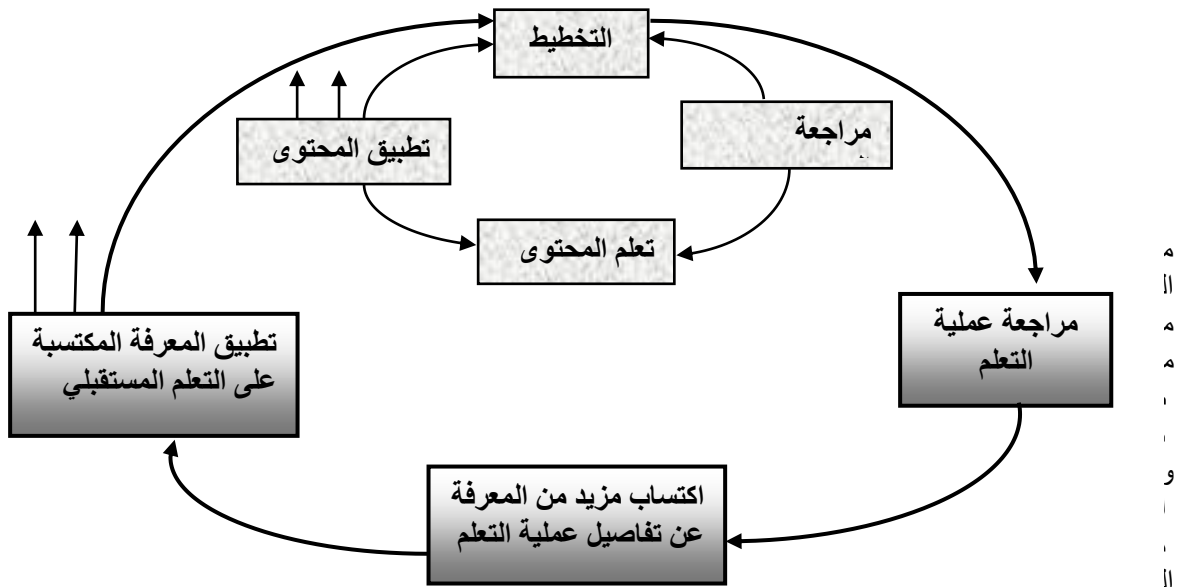 التخطيط
مراجعة
تطبيق المحتوى
تعلم المحتوى
مراجعة عملية
التعلم
تطبيق المعرفة المكتسبة
على التعلم المستقبلي
اكتساب مزيد من المعرفة
عن تفاصيل عملية التعلم